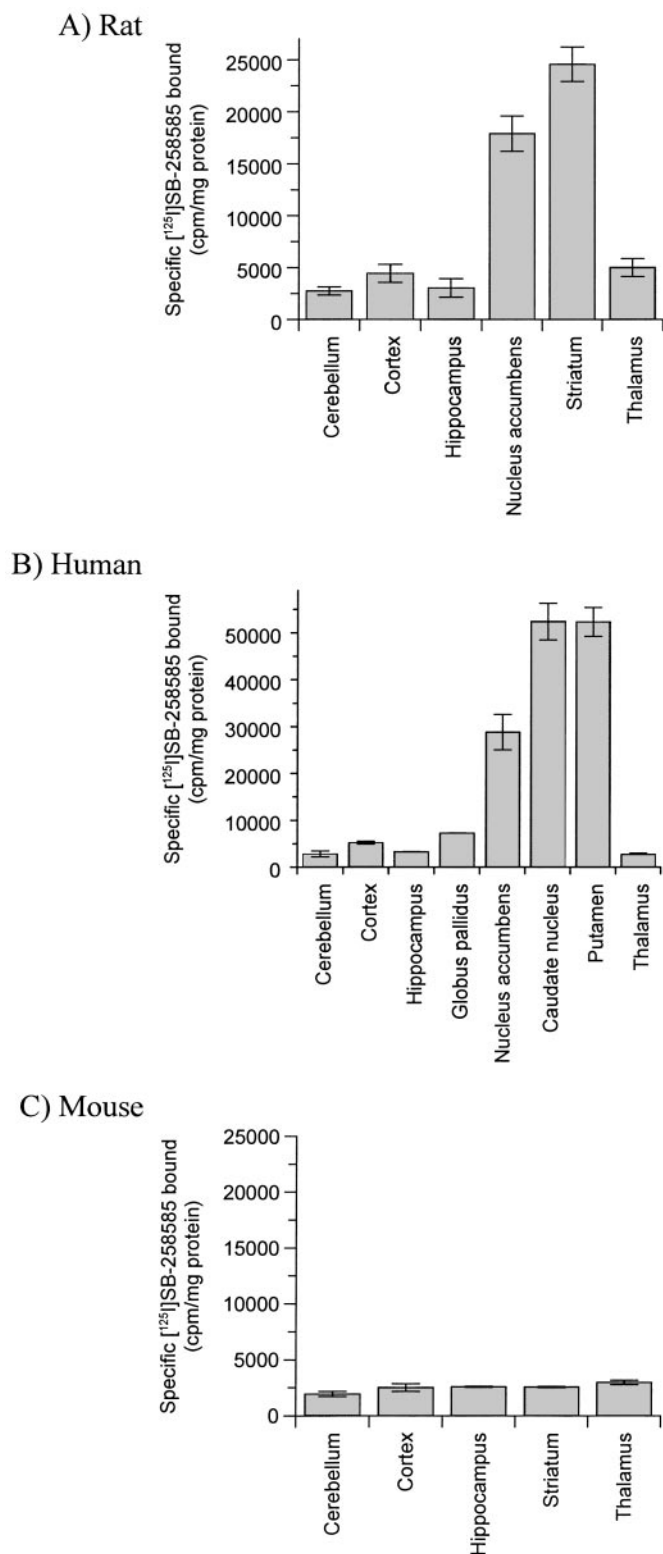 A) Rat
Specific [¹²⁵I]SB-258585 bound
(cpm/mg protein)
25000
20000
15000
10000
5000
0
Cerebellum
Cortex
Hippocampus
Nucleus accumbens
Striatum
Thalamus
B) Human
Specific [¹²⁵I]SB-258585 bound
(cpm/mg protein)
50000
40000
30000
20000
10000
0
Cerebellum
Cortex
Hippocampus
Globus pallidus
Nucleus accumbens
Caudate nucleus
Putamen
Thalamus
C) Mouse
Specific [¹²⁵I]SB-258585 bound
(cpm/mg protein)
25000
20000
15000
10000
5000
0
Cerebellum
Cortex
Hippocampus
Striatum
Thalamus